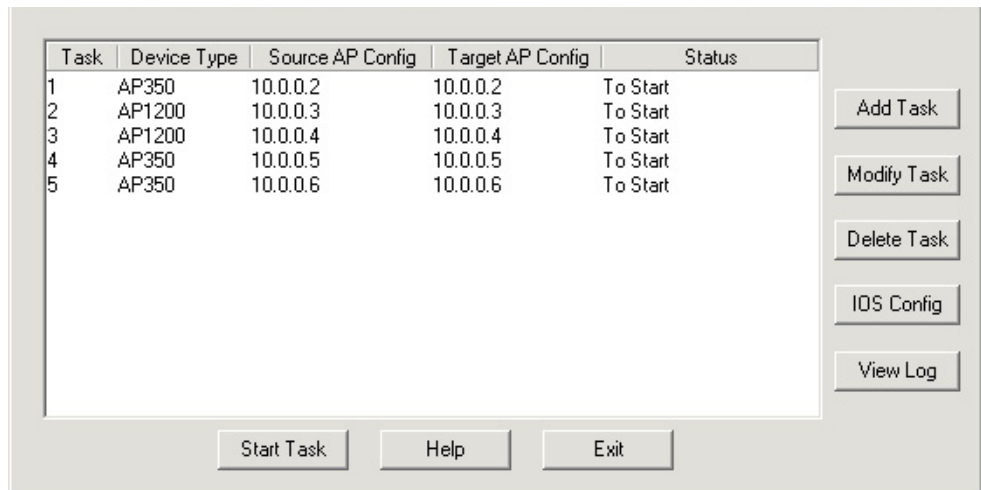 Task Device Type Source AP Config Target AP Config Status
1 AP350 10.0.0.2 10.0.0.2 To Start
2 AP1200 10.0.0.3 10.0.0.3 To Start
3 AP1200 10.0.0.4 10.0.0.4 To Start
4 AP350 10.0.0.5 10.0.0.5 To Start
5 AP350 10.0.0.6 10.0.0.6 To Start
Add Task
Modify Task
Delete Task
IOS Config
View Log
Start Task Help Exit